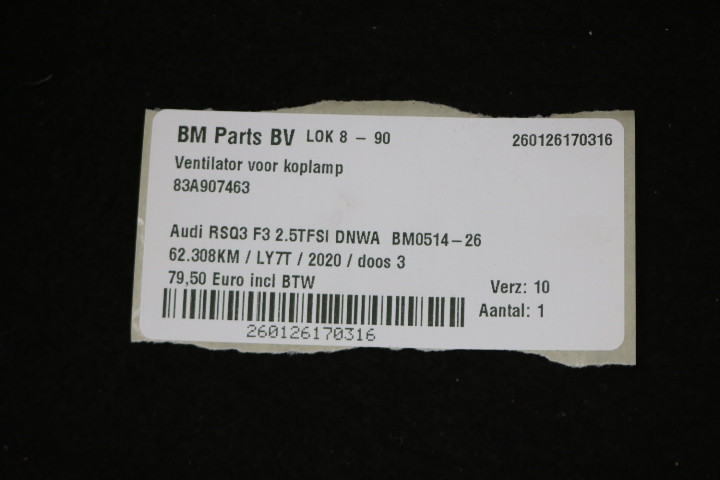 BM Parts BV LOK 8 - 90 260126170316
Ventilator voor koplamp
83A907463
Audi RSQ3 F3 2.5TFSI DNWA BM0514-26
62.308KM / LY7T / 2020 / doos 3
79,50 Euro incl BTW Verz: 10
Aantal: 1
260126170316